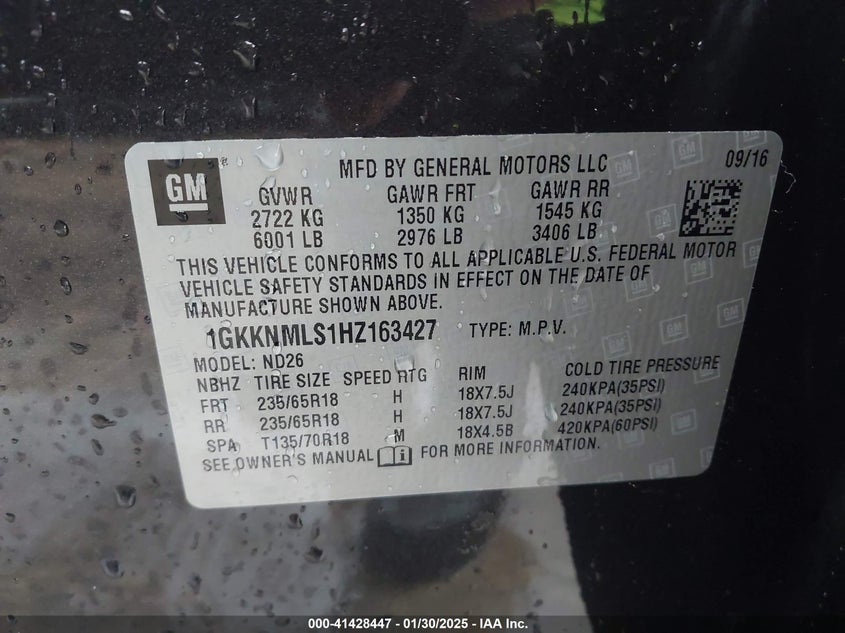 GM ® MFD BY GENERAL MOTORS LLC 09/16
GVWR GAWR FRT GAWR RR
2722 KG 1350 KG 1545 KG
6001 LB 2976 LB 3406 LB
THIS VEHICLE CONFORMS TO ALL APPLICABLE U.S. FEDERAL MOTOR
VEHICLE SAFETY STANDARDS IN EFFECT ON THE DATE OF
MANUFACTURE SHOWN ABOVE.
1GKKNMLS1HZ163427 TYPE: M.P.V.
MODEL: ND26
NBHZ TIRE SIZE SPEED RTG RIM COLD TIRE PRESSURE
FRT 235/65R18 H 18X7.5J 240KPA(35PSI)
RR 235/65R18 H 18X7.5J 240KPA(35PSI)
SPA T135/70R18 M 18X4.5B 420KPA(60PSI)
SEE OWNER'S MANUAL FOR MORE INFORMATION.
000-41428447 — 01/30/2025 — IAA Inc.